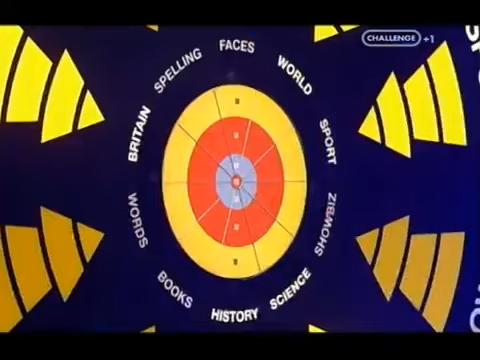 CHALLENGE +1
FACES
WORLD
SPORT
SHOWBIZ
SCIENCE
HISTORY
BOOKS
WORDS
BRITAIN
SPELLING